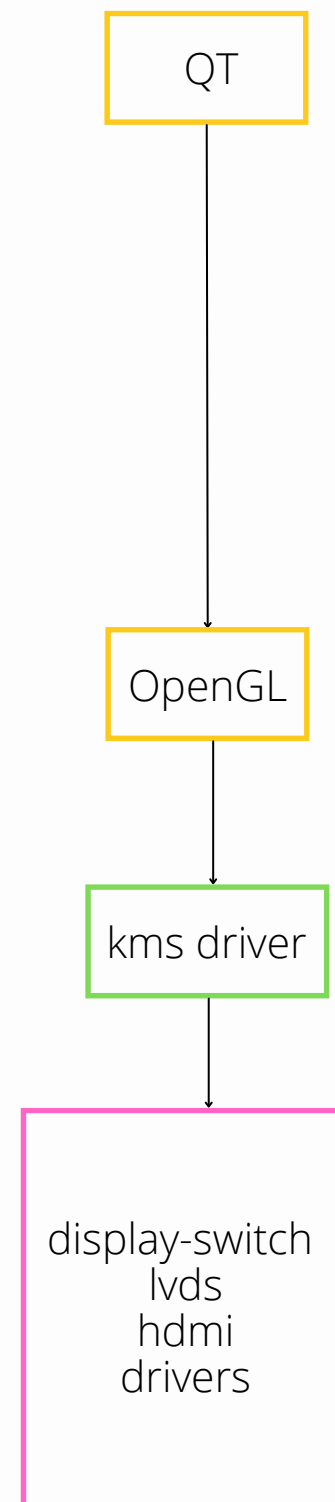 QT
OpenGL
kms driver
display-switch
lvds
hdmi
drivers